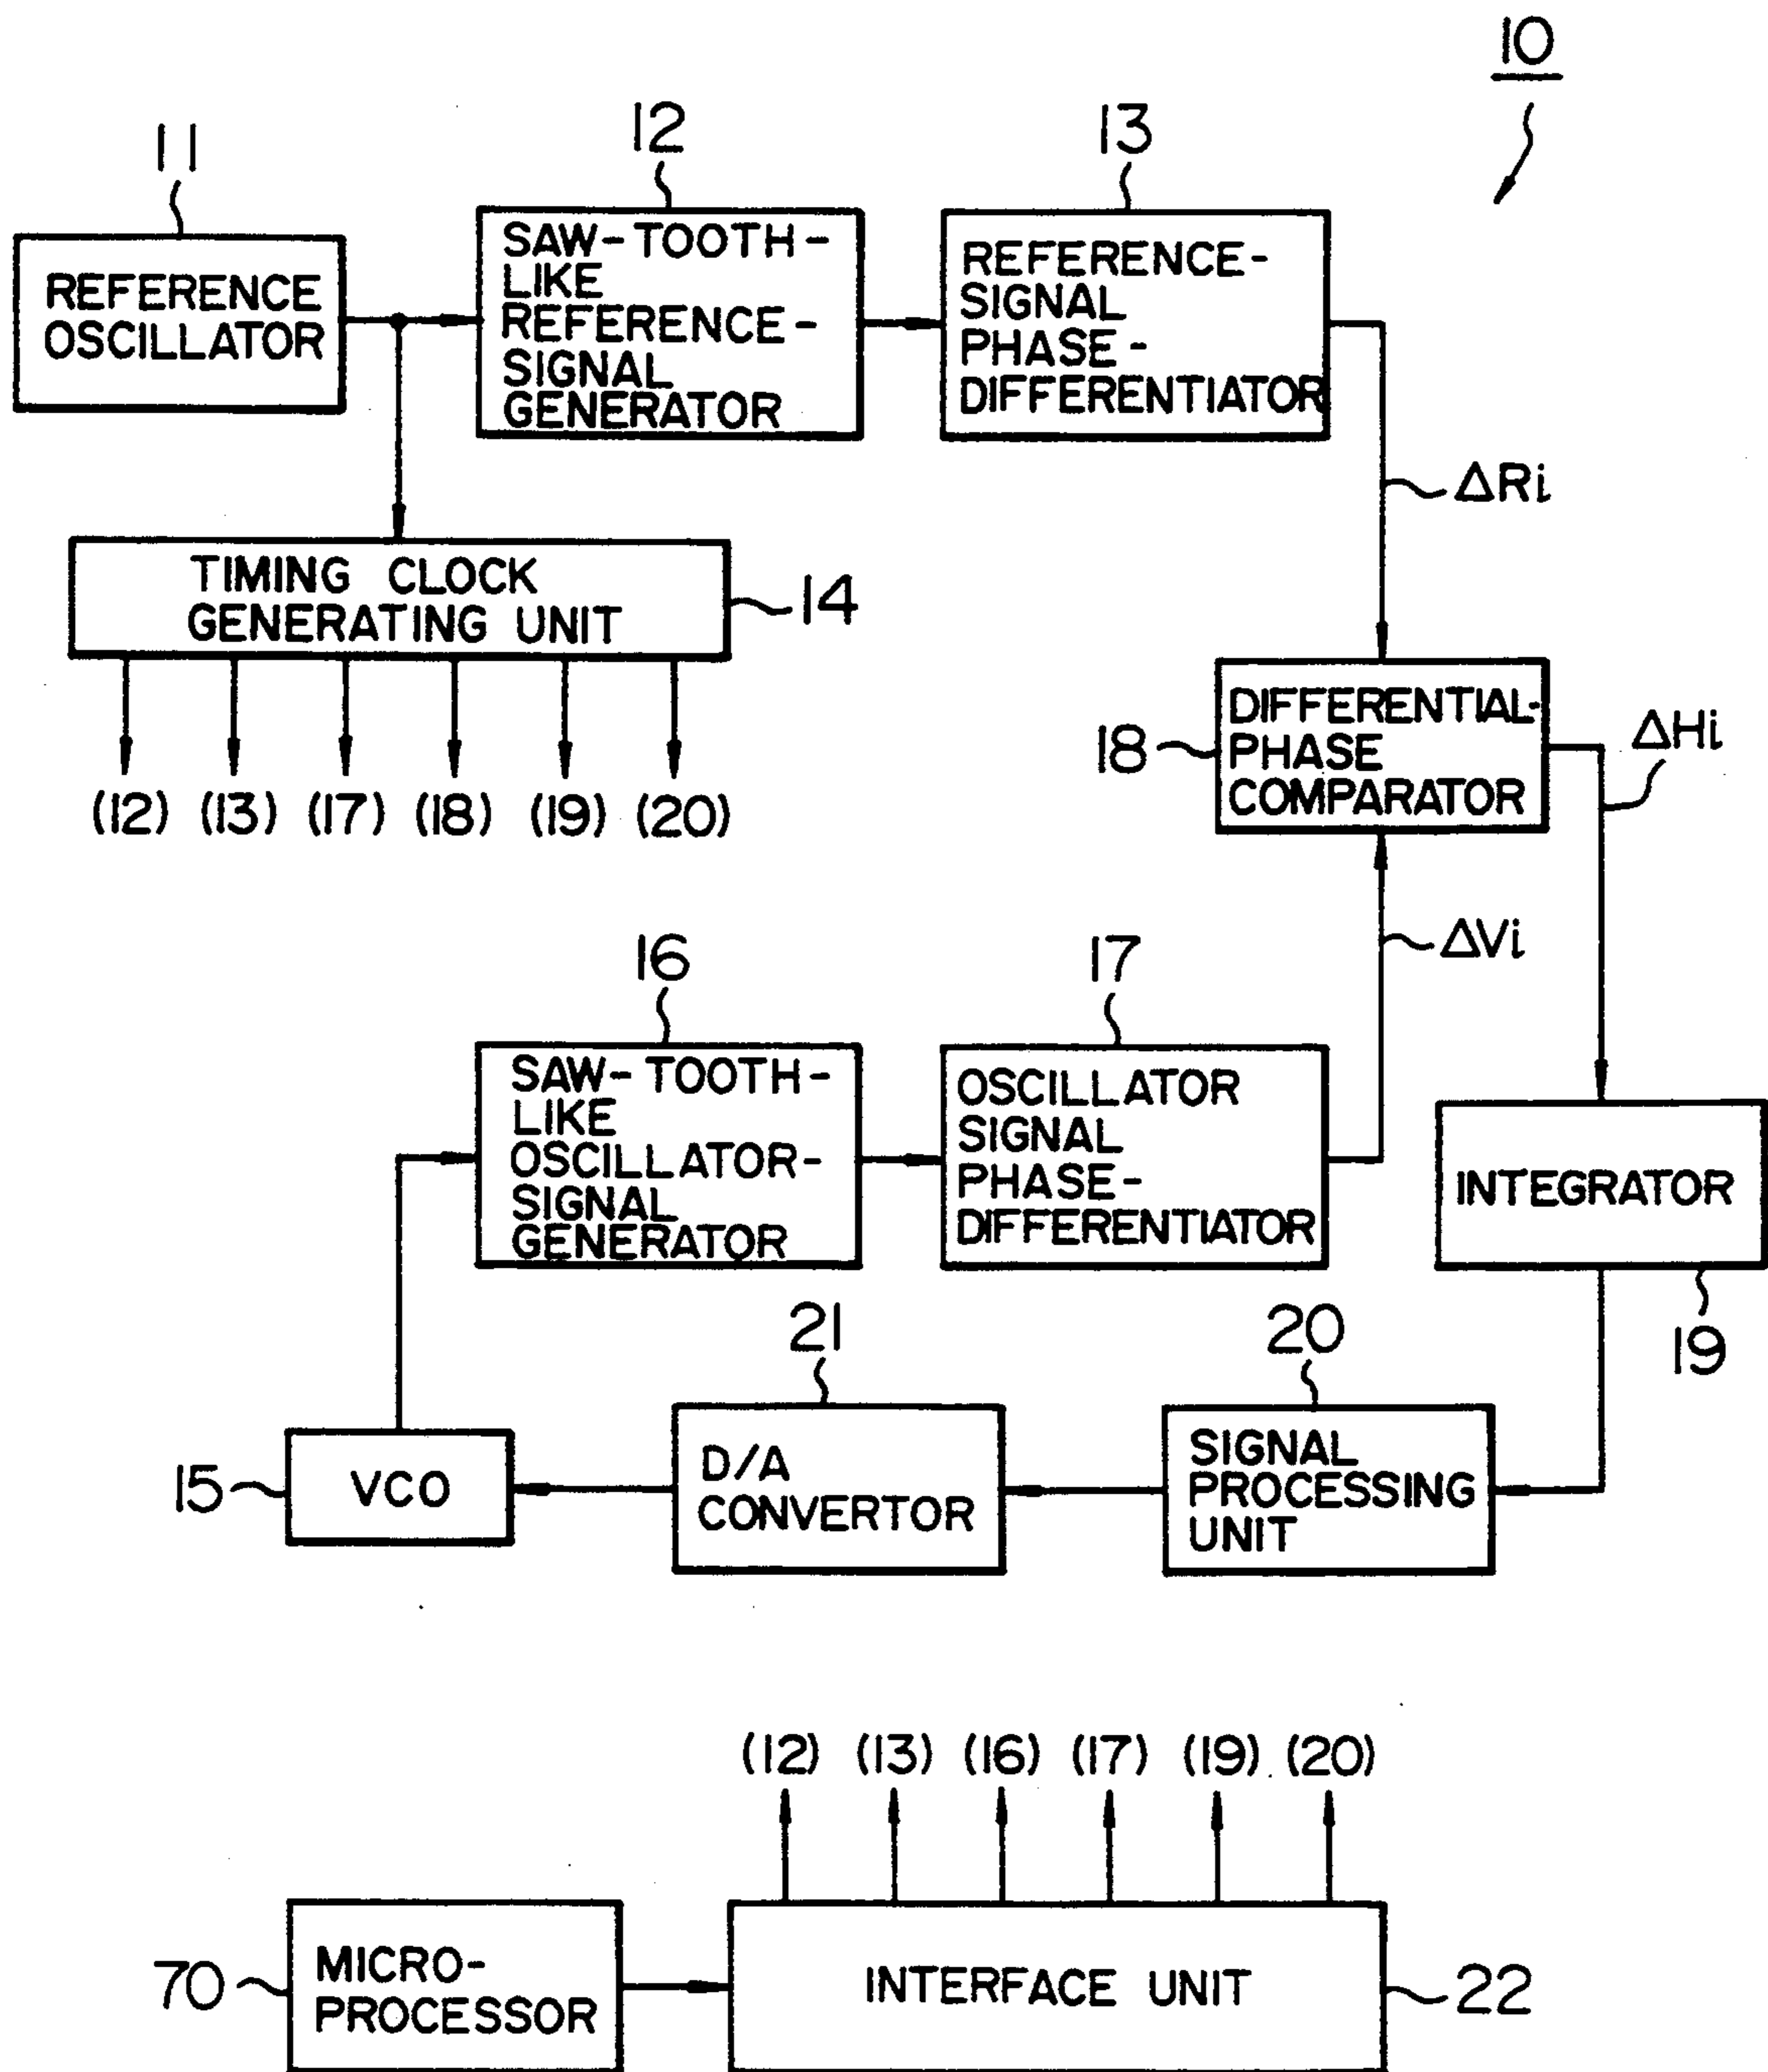 10
11
12
13
REFERENCE
OSCILLATOR
SAW-TOOTH-
LIKE
REFERENCE-
SIGNAL
GENERATOR
REFERENCE-
SIGNAL
PHASE-
DIFFERENTIATOR
ΔRi
TIMING CLOCK
GENERATING UNIT
14
(12) (13) (17) (18) (19) (20)
18
DIFFERENTIAL-
PHASE
COMPARATOR
ΔHi
ΔVi
16
17
SAW-TOOTH-
LIKE
OSCILLATOR-
SIGNAL
GENERATOR
OSCILLATOR
SIGNAL
PHASE-
DIFFERENTIATOR
INTEGRATOR
19
21
20
15
VCO
D/A
CONVERTOR
SIGNAL
PROCESSING
UNIT
(12) (13) (16) (17) (19) (20)
70
MICRO-
PROCESSOR
INTERFACE UNIT
22